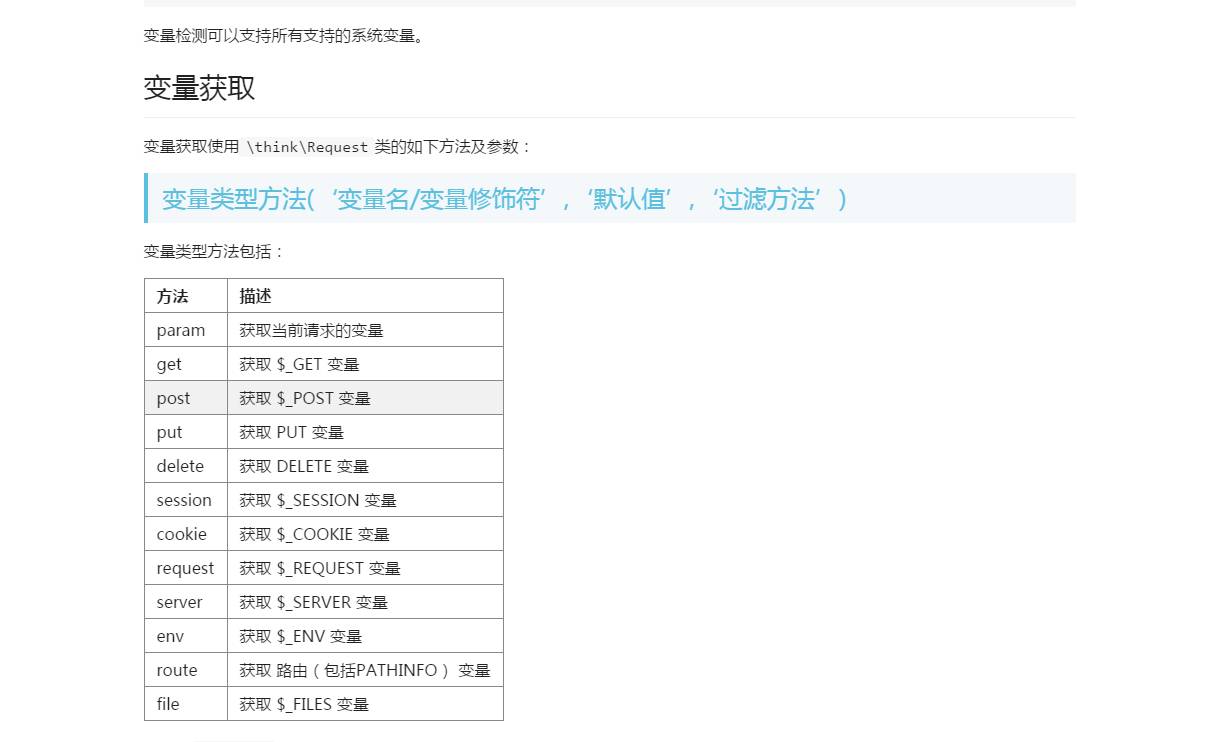 变量检测可以支持所有支持的系统变量。
变量获取
变量获取使用 \think\Request 类的如下方法及参数：
变量类型方法(‘变量名/变量修饰符’，‘默认值’，‘过滤方法’)
变量类型方法包括：
方法 描述
param 获取当前请求的变量
get 获取 $_GET 变量
post 获取 $_POST 变量
put 获取 PUT 变量
delete 获取 DELETE 变量
session 获取 $_SESSION 变量
cookie 获取 $_COOKIE 变量
request 获取 $_REQUEST 变量
server 获取 $_SERVER 变量
env 获取 $_ENV 变量
route 获取 路由（包括PATHINFO） 变量
file 获取 $_FILES 变量